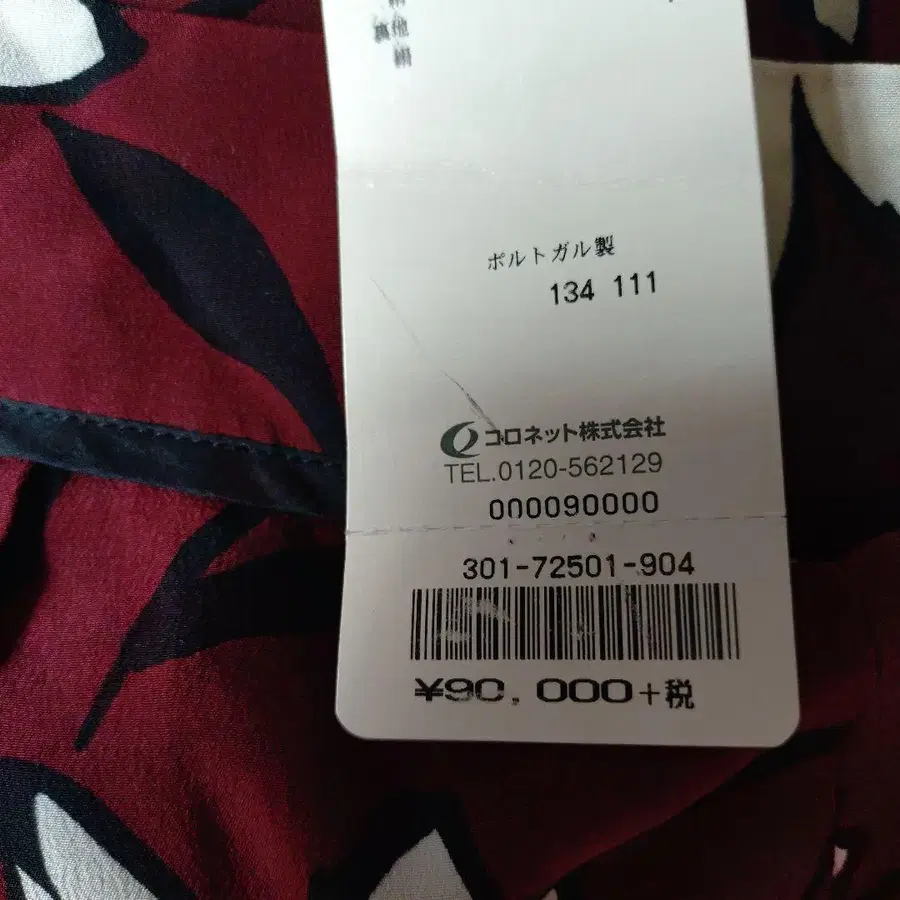 ポルトガル製
134 111
コロネット株式会社
TEL.0120-562129
000090000
301-72501-904
¥90,000+税